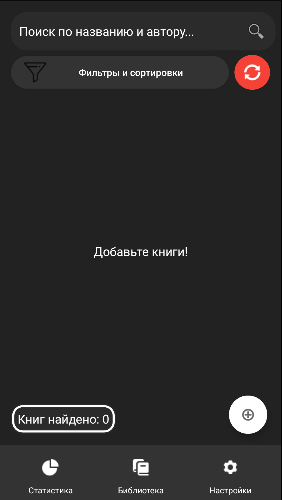 Поиск по названию и автору...
Фильтры и сортировки
Добавьте книги!
Книг найдено: 0
Статистика
Библиотека
Настройки